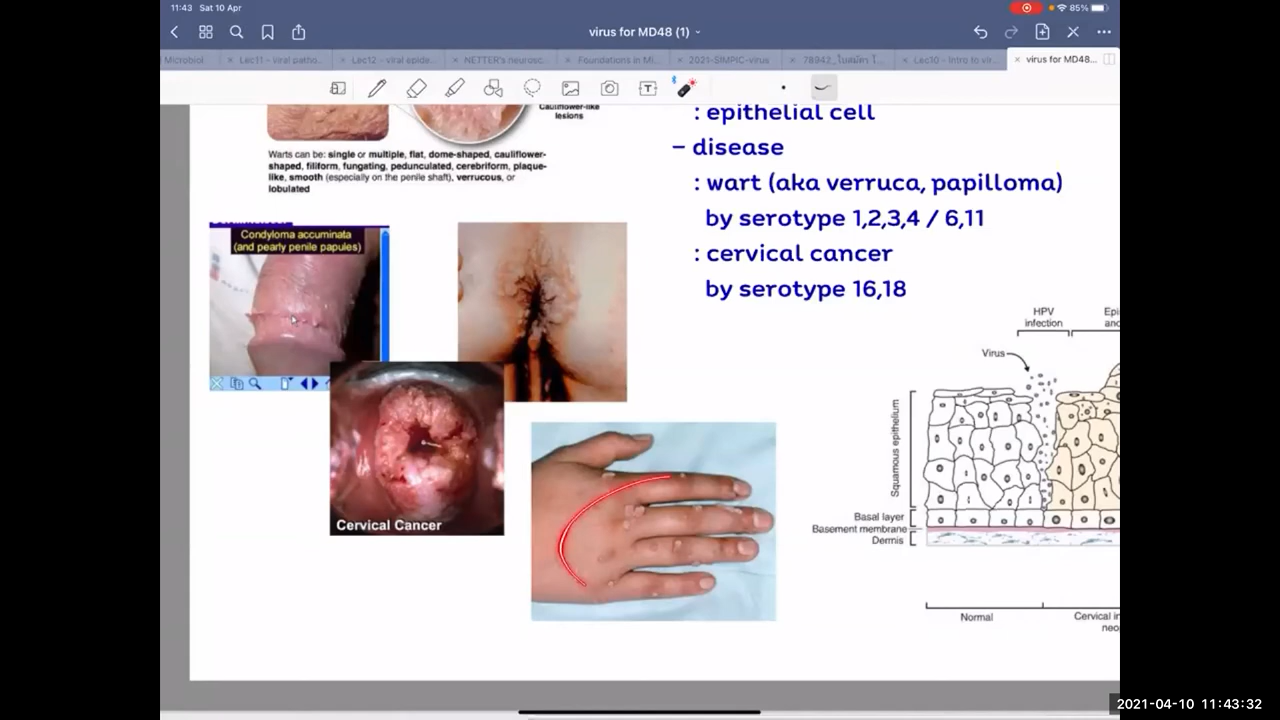 11:43 Sat 10 Apr
85%
virus for MD48 (1)
Microbiol
Lec11 - Viral patho...
Lec12 - viral epide...
NETTER's neurosc...
Foundations in Mi...
2021-SIMPIC-virus
Lec10 - Intro to vir...
virus for MD48...
Cauliflower-like
lesions
Warts can be: single or multiple, flat, dome-shaped, cauliflower-
shaped, filiform, fungating, pedunculated, cerebriform, plaque-
like, smooth (especially on the penile shaft), verrucous, or
lobulated
: epithelial cell
– disease
: wart (aka verruca, papilloma)
by serotype 1,2,3,4 / 6,11
: cervical cancer
by serotype 16,18
Condyloma accuminata
(and pearly penile papules)
Cervical Cancer
HPV
infection
Epi
and
Virus
Squamous epithelium
Basal layer
Basement membrane
Dermis
Normal
Cervical in
neo
2021-04-10 11:43:32